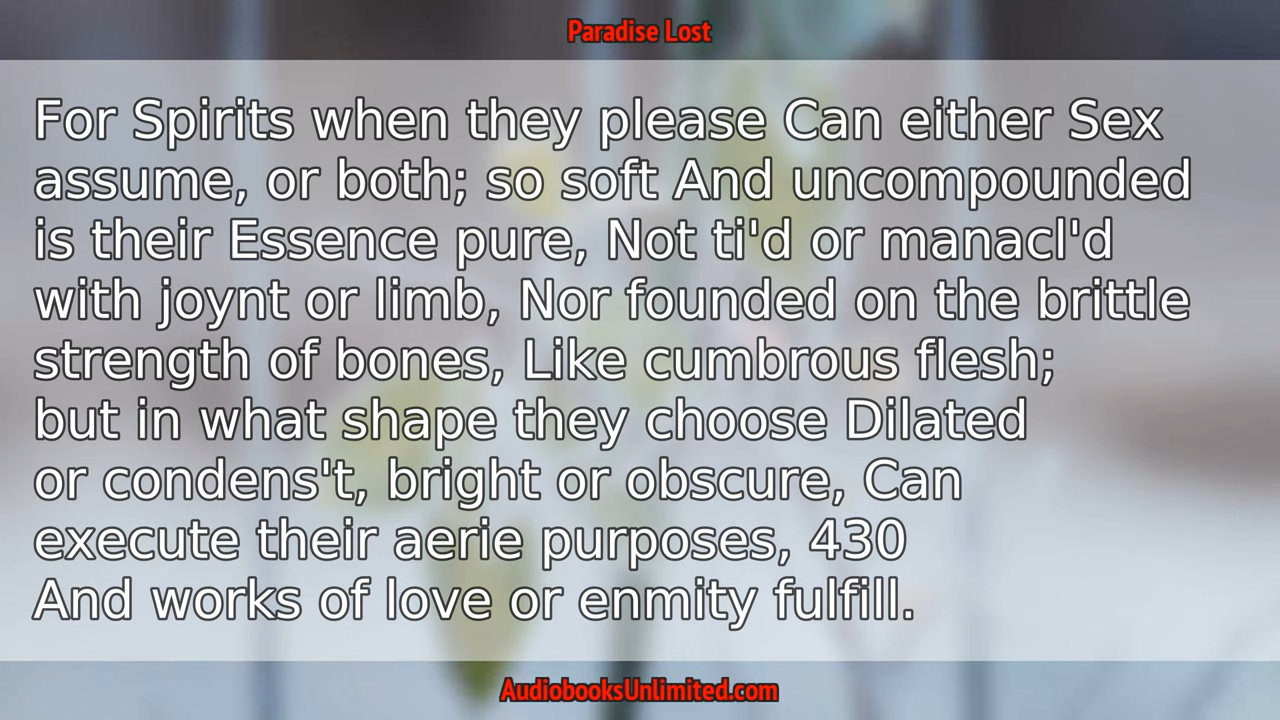 Paradise Lost
For Spirits when they please Can either Sex
assume, or both; so soft And uncompounded
is their Essence pure, Not ti'd or manacl'd
with joynt or limb, Nor founded on the brittle
strength of bones, Like cumbrous flesh;
but in what shape they choose Dilated
or condens't, bright or obscure, Can
execute their aerie purposes, 430
And works of love or enmity fulfill.
AudiobooksUnlimited.com